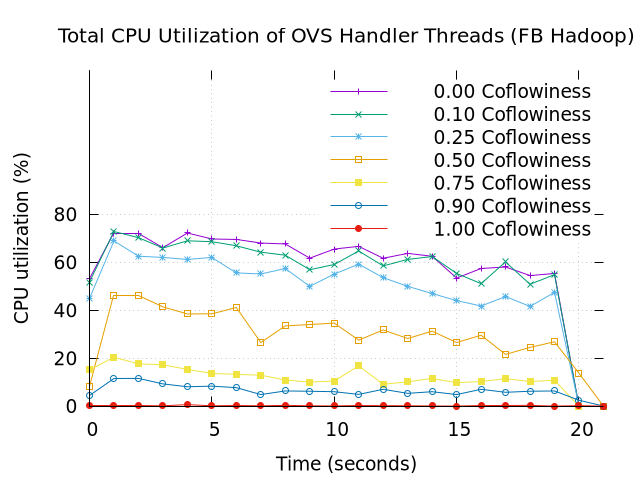 Total CPU Utilization of OVS Handler Threads (FB Hadoop)
0.00 Coflowiness
0.10 Coflowiness
0.25 Coflowiness
0.50 Coflowiness
0.75 Coflowiness
0.90 Coflowiness
1.00 Coflowiness
CPU utilization (%)
80
60
40
20
0
0 5 10 15 20
Time (seconds)